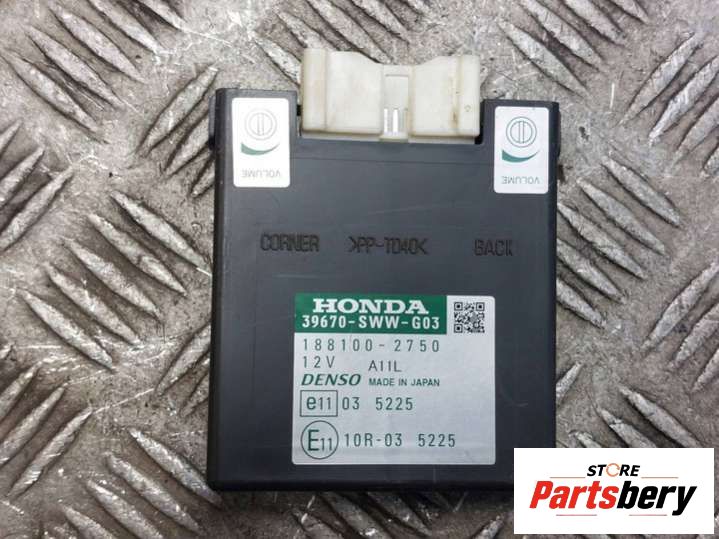 VOLUME
VOLUME
CORNER >PP-TD40< BACK
HONDA
39670-SWW-G03
188100-2750
12V A11L
DENSO MADE IN JAPAN
e11 03 5225
E11 10R-03 5225
STORE
Partsbery